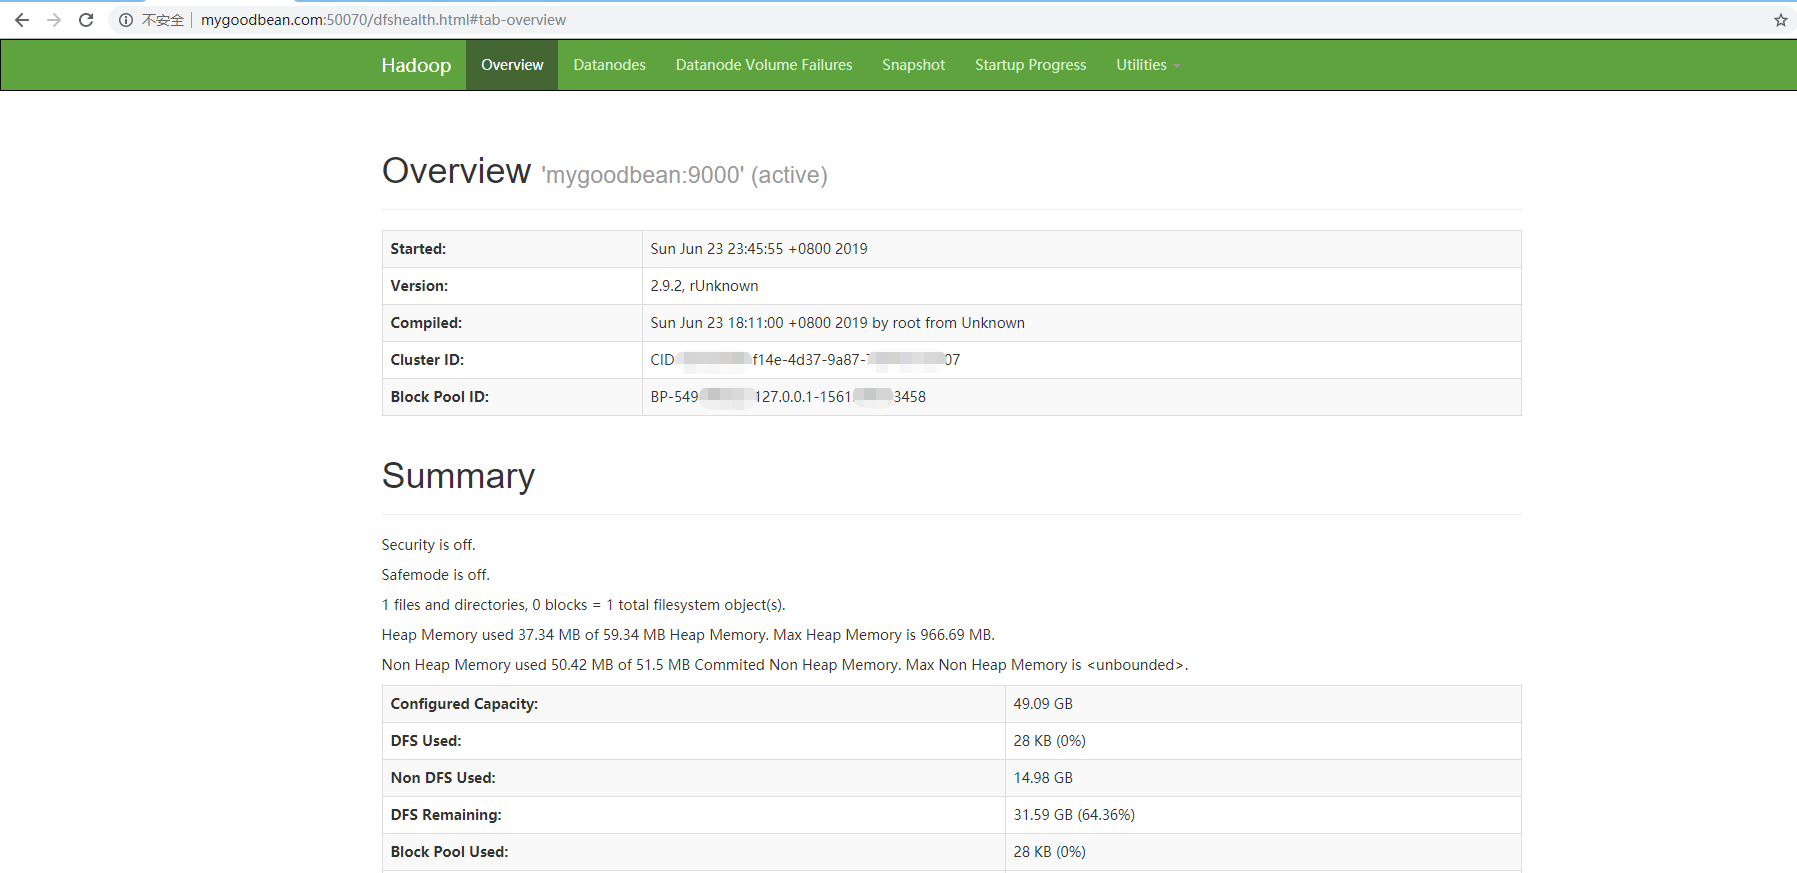 不安全 mygoodbean.com:50070/dfshealth.html#tab-overview
Hadoop Overview Datanodes Datanode Volume Failures Snapshot Startup Progress Utilities
Overview 'mygoodbean:9000' (active)
Started: Sun Jun 23 23:45:55 +0800 2019
Version: 2.9.2, rUnknown
Compiled: Sun Jun 23 18:11:00 +0800 2019 by root from Unknown
Cluster ID: CID f14e-4d37-9a87- 07
Block Pool ID: BP-549 127.0.0.1-1561 3458
Summary
Security is off.
Safemode is off.
1 files and directories, 0 blocks = 1 total filesystem object(s).
Heap Memory used 37.34 MB of 59.34 MB Heap Memory. Max Heap Memory is 966.69 MB.
Non Heap Memory used 50.42 MB of 51.5 MB Commited Non Heap Memory. Max Non Heap Memory is <unbounded>.
Configured Capacity: 49.09 GB
DFS Used: 28 KB (0%)
Non DFS Used: 14.98 GB
DFS Remaining: 31.59 GB (64.36%)
Block Pool Used: 28 KB (0%)